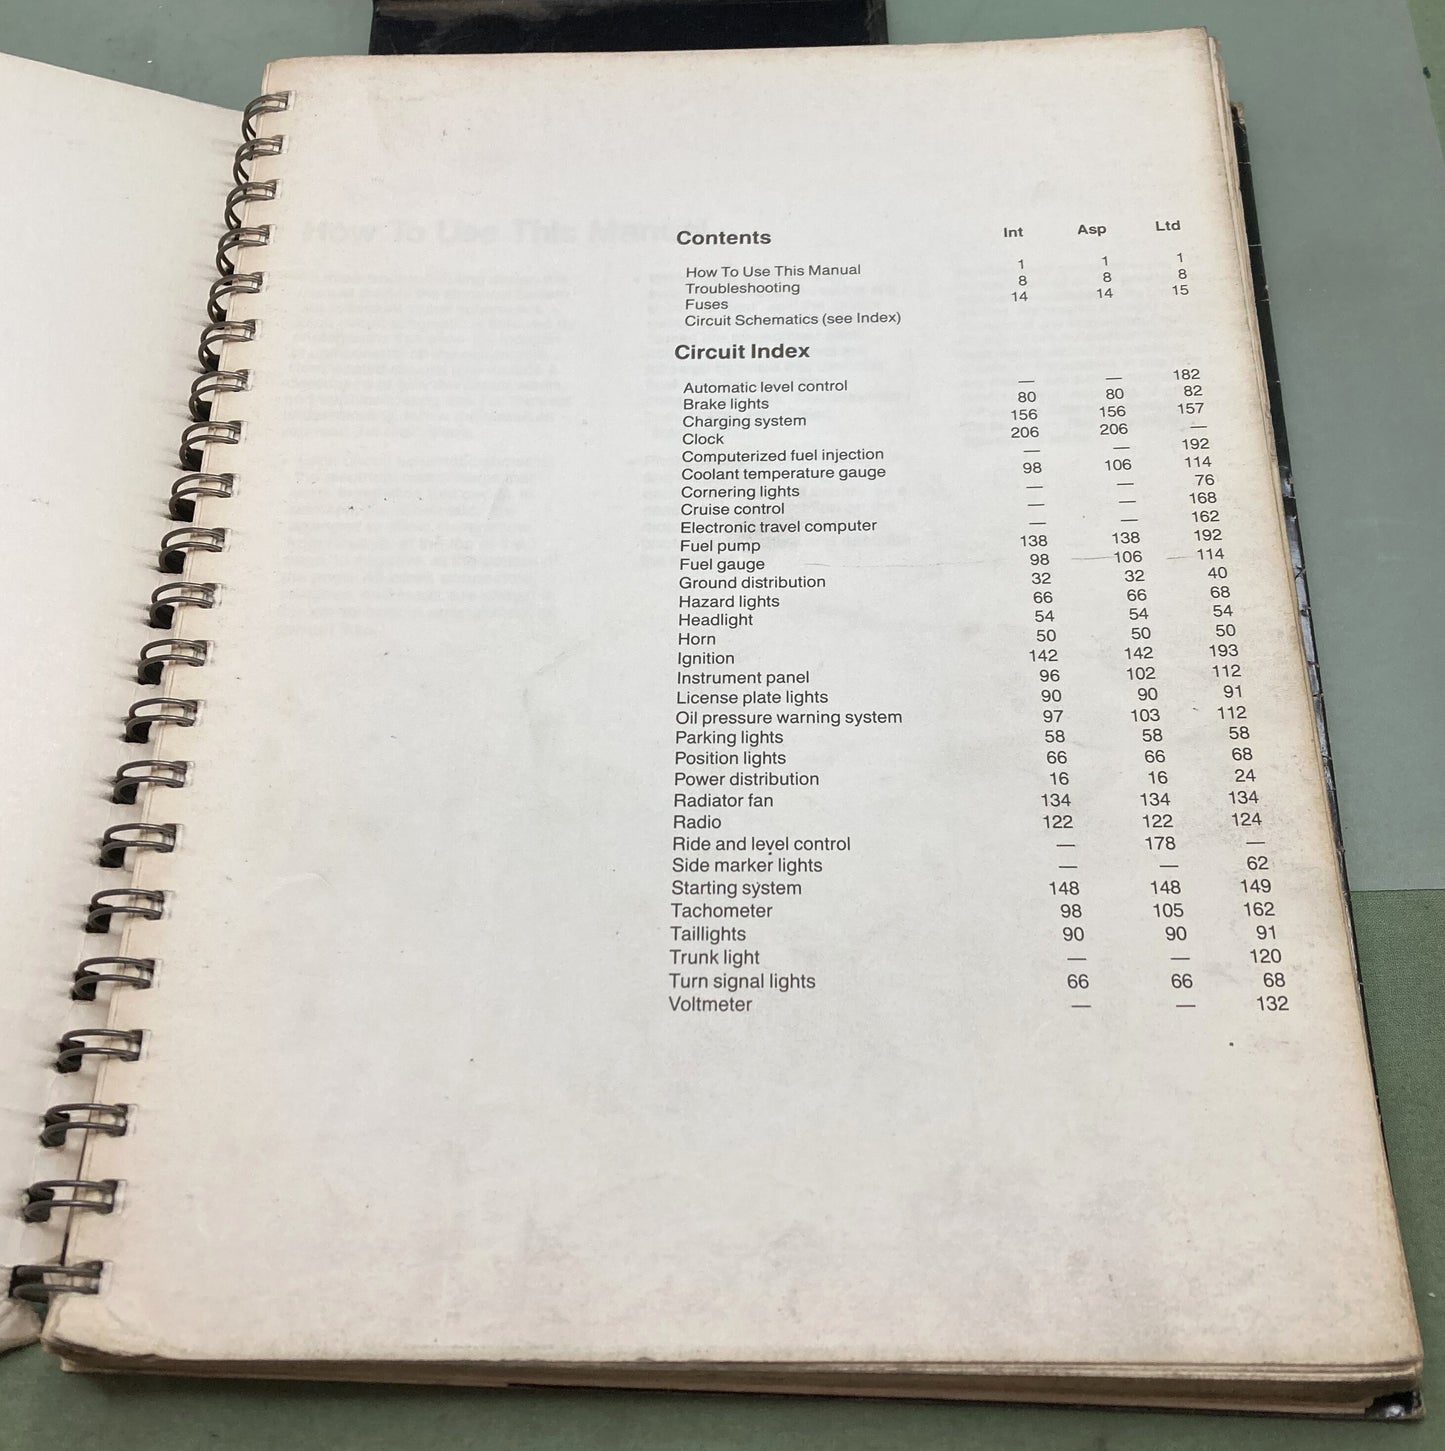 Contents Int Asp Ltd
How To Use This Manual 1 1 1
Troubleshooting 8 8 8
Fuses 14 14 15
Circuit Schematics (see Index)
Circuit Index
Automatic level control — — 182
Brake lights 80 80 82
Charging system 156 156 157
Clock 206 206 —
Computerized fuel injection — — 192
Coolant temperature gauge 98 106 114
Cornering lights — — 76
Cruise control — — 168
Electronic travel computer — — 162
Fuel pump 138 138 192
Fuel gauge 98 106 114
Ground distribution 32 32 40
Hazard lights 66 66 68
Headlight 54 54 54
Horn 50 50 50
Ignition 142 142 193
Instrument panel 96 102 112
License plate lights 90 90 91
Oil pressure warning system 97 103 112
Parking lights 58 58 58
Position lights 66 66 68
Power distribution 16 16 24
Radiator fan 134 134 134
Radio 122 122 124
Ride and level control — 178 —
Side marker lights — — 62
Starting system 148 148 149
Tachometer 98 105 162
Taillights 90 90 91
Trunk light — — 120
Turn signal lights 66 66 68
Voltmeter — — 132